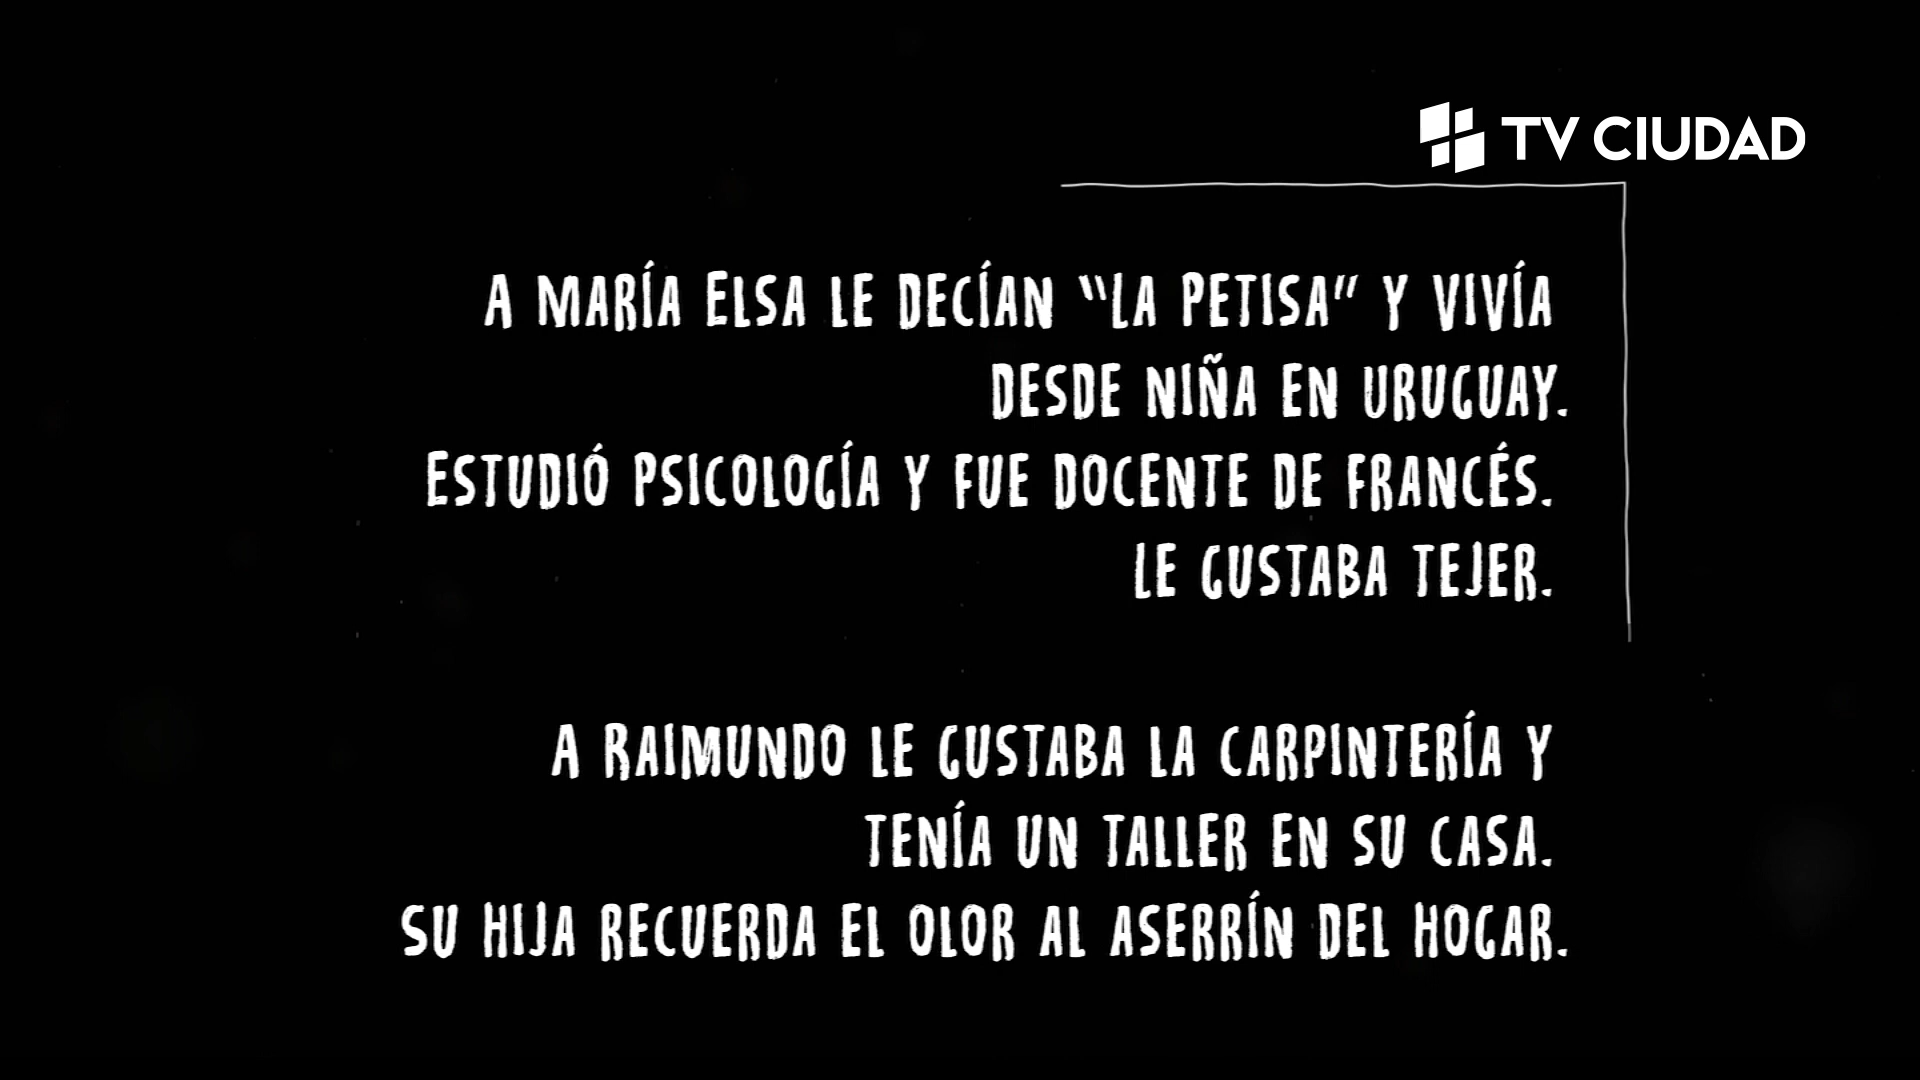 TV CIUDAD
A MARÍA ELSA LE DECÍAN "LA PETISA" Y VIVÍA
DESDE NIÑA EN URUGUAY.
ESTUDIÓ PSICOLOGÍA Y FUE DOCENTE DE FRANCÉS.
LE GUSTABA TEJER.
A RAIMUNDO LE GUSTABA LA CARPINTERÍA Y
TENÍA UN TALLER EN SU CASA.
SU HIJA RECUERDA EL OLOR AL ASERRÍN DEL HOGAR.